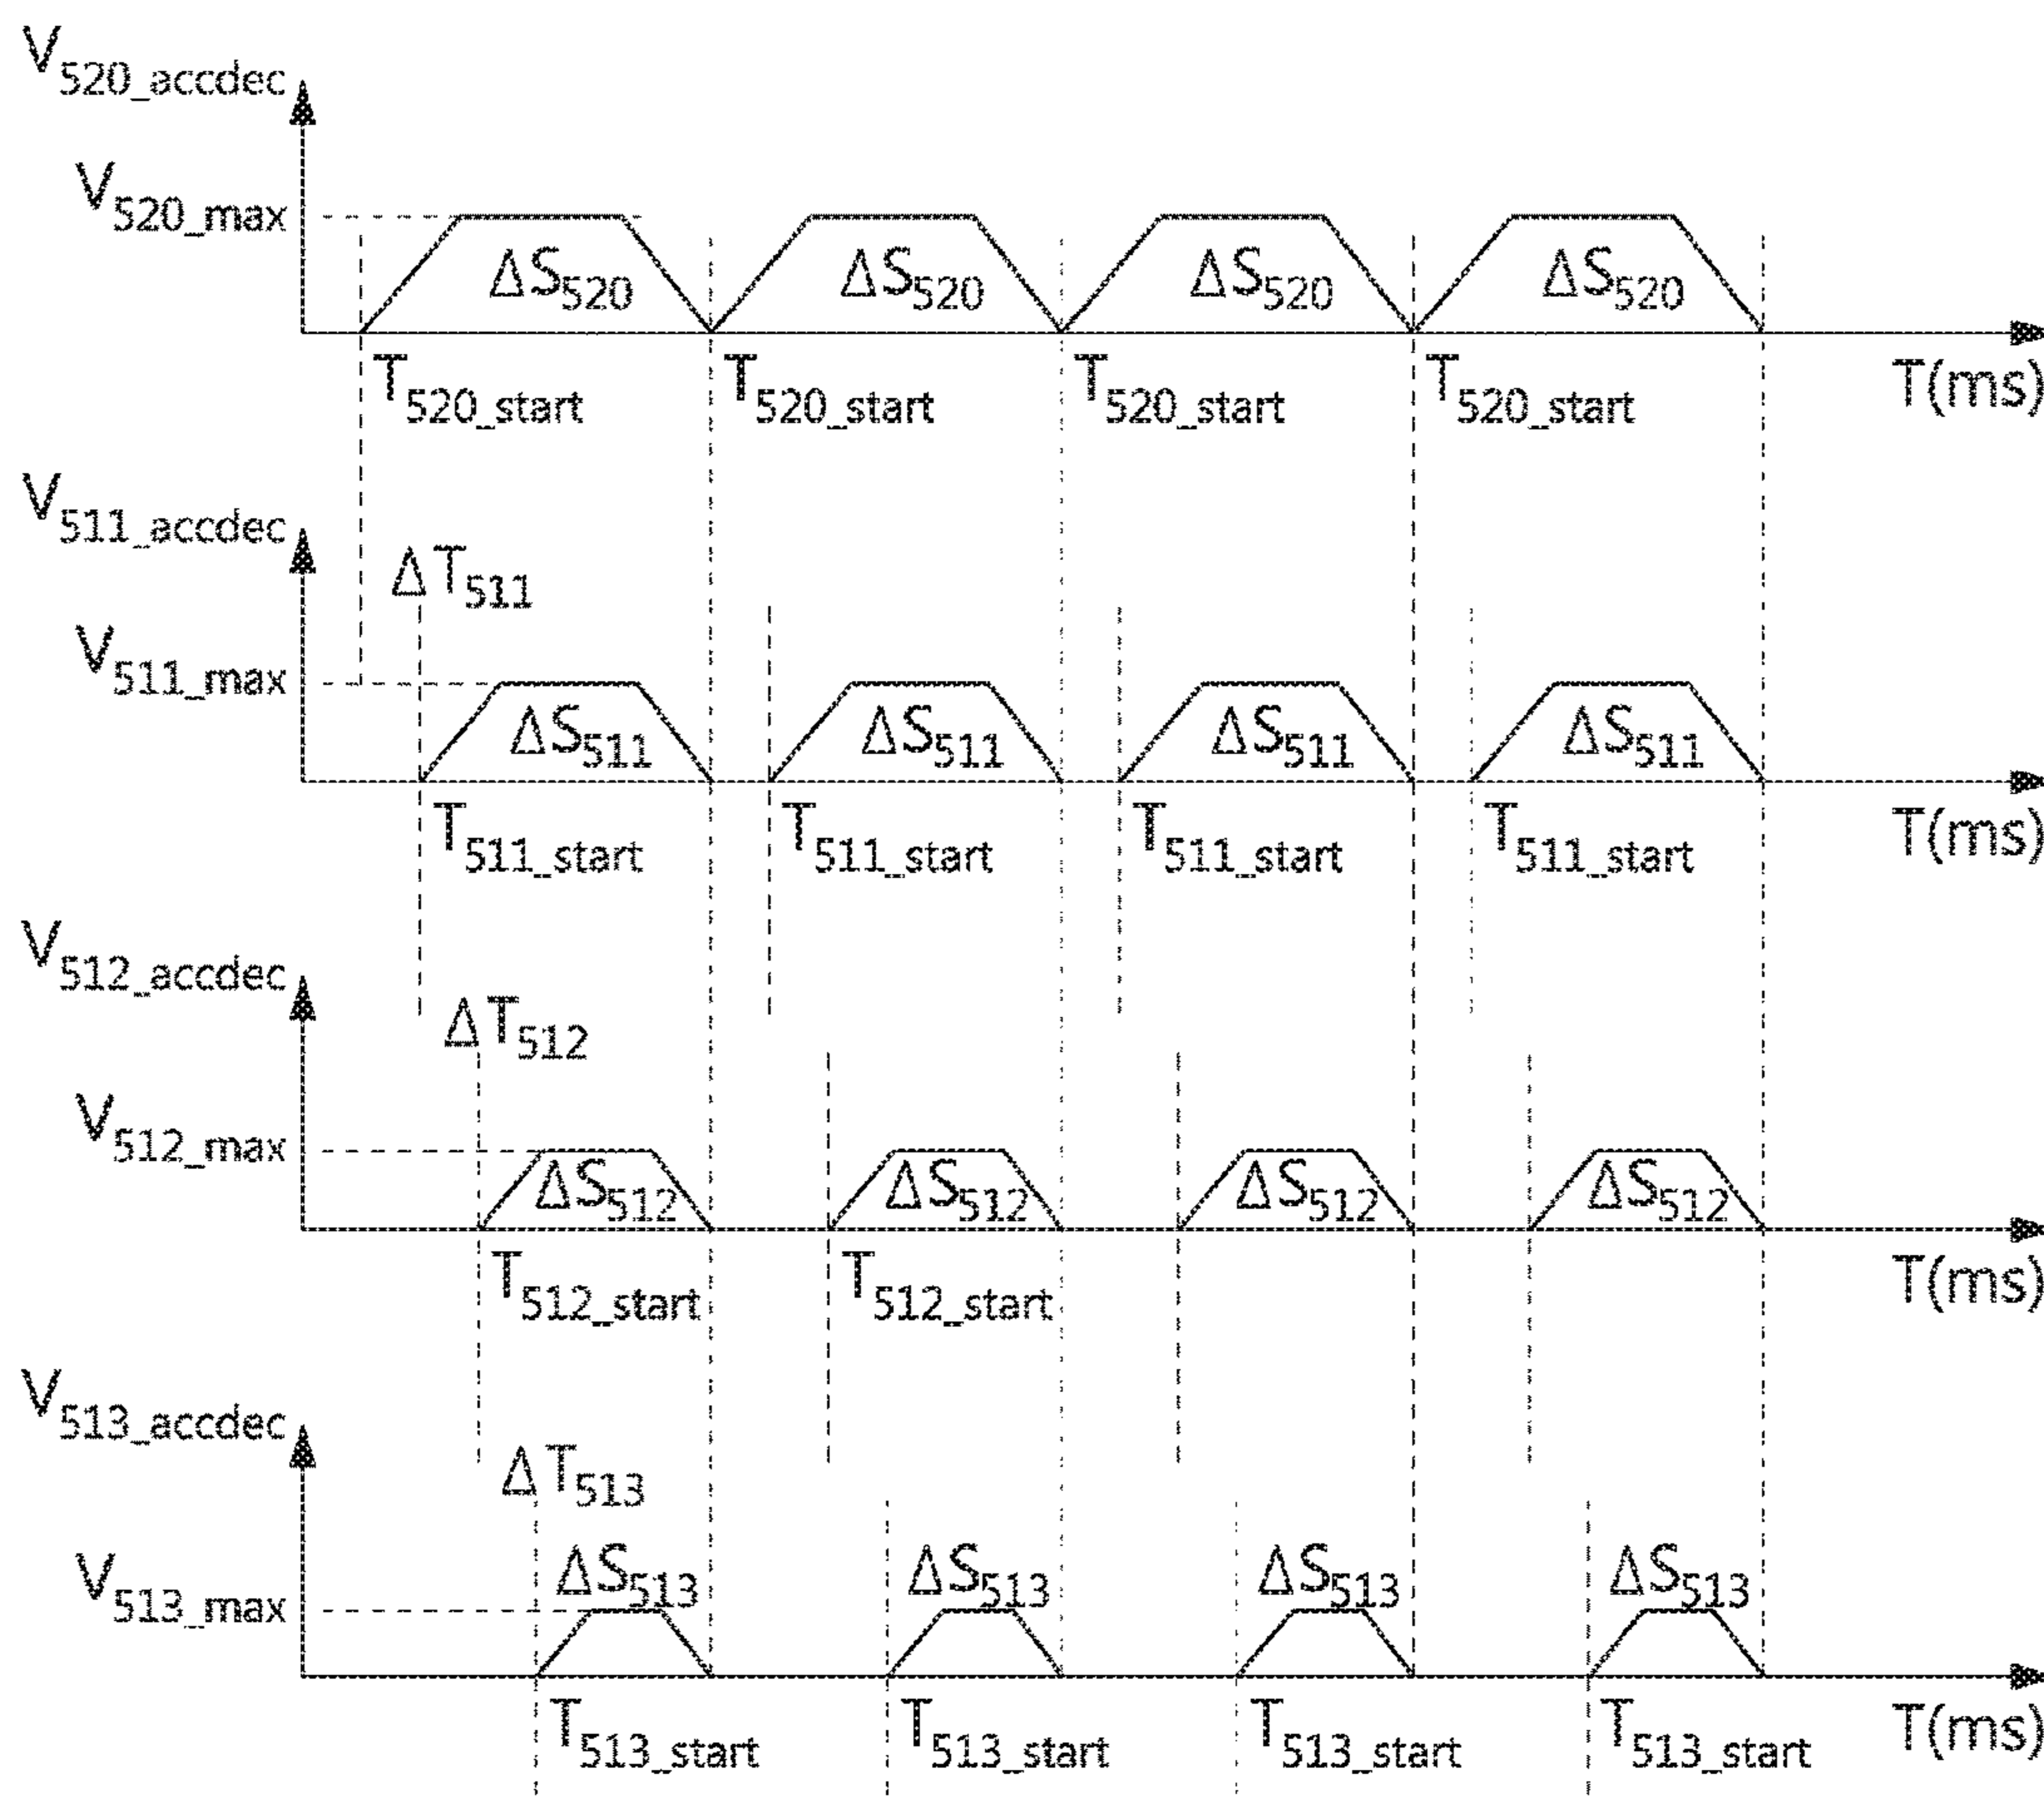 V520_accdec
V520_max
ΔS520 ΔS520 ΔS520 ΔS520
T520_start T520_start T520_start T520_start T(ms)
V511_accdec
ΔT511
V511_max
ΔS511 ΔS511 ΔS511 ΔS511
T511_start T511_start T511_start T511_start T(ms)
V512_accdec
ΔT512
V512_max
ΔS512 ΔS512 ΔS512 ΔS512
T512_start T512_start T(ms)
V513_accdec
ΔT513
V513_max
ΔS513 ΔS513 ΔS513 ΔS513
T513_start T513_start T513_start T513_start T(ms)